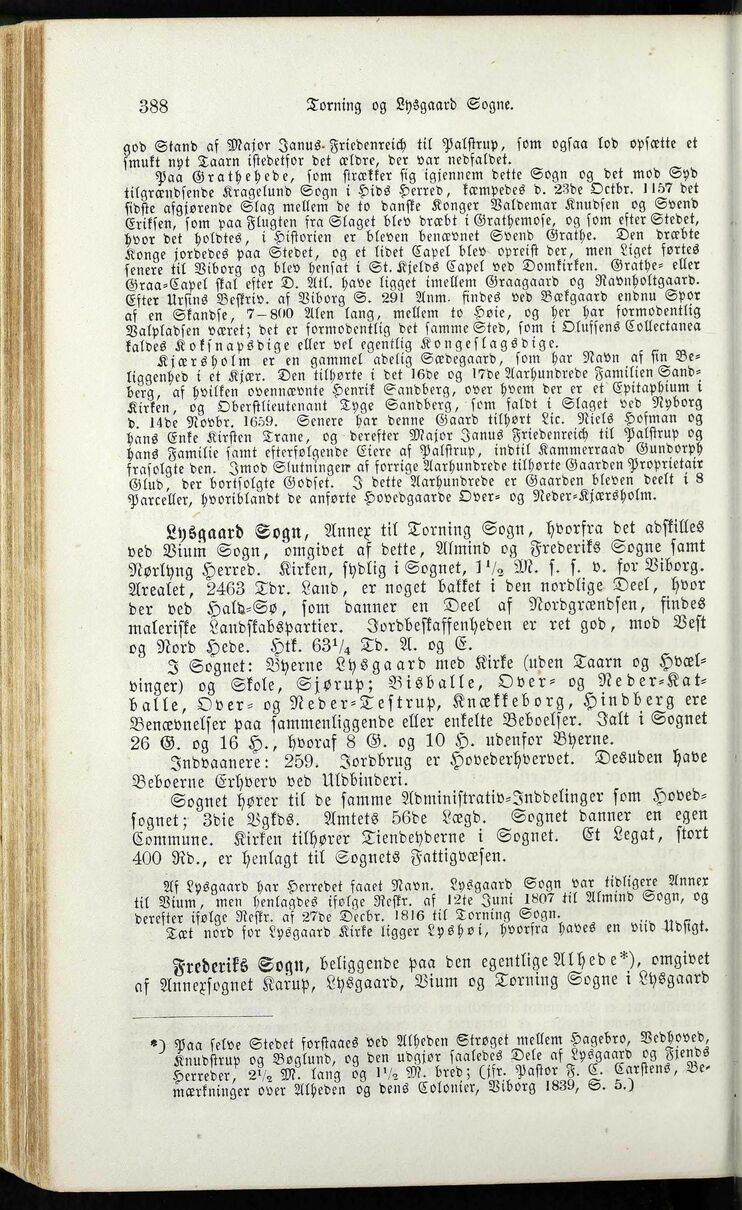 388 Torning og Lysgaard Sogne.
god Stand af Major Janus Friedenreich til Palstrup, som ogsaa lod opsætte et
smukt nyt Taarn istedetfor det ældre, der var nedfaldet.
Paa Grathehede, som strækker sig igjennem dette Sogn og det mod Syd
tilgrændsende Kragelund Sogn i Hids Herred, kæmpedes d. 23de Octbr. 1157 det
sidste afgjørende Slag mellem de to danske Konger Valdemar Knudsen og Svend
Eriksen, som paa Flugten fra Slaget blev dræbt i Grathemose, og som efter Stedet,
hvor det holdtes, i Historien er bleven benævnet Svend Grathe. Den dræbte
Konge jordedes paa Stedet, og et lidet Capel blev opreist der, men Liget førtes
senere til Viborg og blev hensat i St. Kjelds Capel ved Domkirken. Grathe- eller
Graa-Capel skal efter D. Atl. have ligget imellem Graagaard og Ravnholtgaard.
Efter Ursins Beskriv. af Viborg S. 291 Anm. findes ved Bækgaard endnu Spor
af en Skandse, 7–800 Alen lang, mellem to Høie, og her har formodentlig
Valpladsen været; det er formodentlig det samme Sted, som i Olufsens Collectanea
kaldes Koksnapsdige eller vel egentlig Kongeslagsdige.
Kjærsholm er en gammel adelig Sædegaard, som har Navn af sin Be-
liggenhed i et Kjær. Den tilhørte i det 16de og 17de Aarhundrede Familien Sand-
berg, af hvilken ovennævnte Henrik Sandberg, over hvem der er et Epitaphium i
Kirken, og Oberstlieutenant Tyge Sandberg, som faldt i Slaget ved Nyborg
d. 14de Novbr. 1659. Senere har denne Gaard tilhørt Lic. Niels Hofman og
hans Enke Kirsten Trane, og derefter Major Janus Friedenreich til Palstrup og
hans Familie samt efterfølgende Eiere af Palstrup, indtil Kammerraad Gundorph
frasolgte den. Imod Slutningen af forrige Aarhundrede tilhørte Gaarden Proprietair
Glud, der bortsolgte Godset. I dette Aarhundrede er Gaarden bleven deelt i 8
Parceller, hvoriblandt de anførte Hovedgaarde Over- og Neder-Kjærsholm.
Lysgaard Sogn, Annex til Torning Sogn, hvorfra det adskilles
ved Vium Sogn, omgivet af dette, Almind og Frederiks Sogne samt
Nørlyng Herred. Kirken, sydlig i Sognet, 1 1/2 M. s. s. v. for Viborg.
Arealet, 2463 Tdr. Land, er noget bakket i den nordlige Deel, hvor
der ved Hald-Sø, som danner en Deel af Nordgrændsen, findes
maleriske Landskabspartier. Jordbeskaffenheden er ret god, mod Vest
og Nord Hede. Htk. 63 1/4 Td. A. og E.
I Sognet: Byerne Lysgaard med Kirke (uden Taarn og Hvæl-
vinger) og Skole, Sjørup; Bisballe, Over- og Neder-Kat-
balle, Over- og Neder-Testrup, Knækkeborg, Hindberg ere
Benævnelser paa sammenliggende eller enkelte Beboelser. Ialt i Sognet
26 G. og 16 H., hvoraf 8 G. og 10 H. udenfor Byerne.
Indvaanere: 259. Jordbrug er Hovederhvervet. Desuden have
Beboerne Erhverv ved Uldbinderi.
Sognet hører til de samme Administrativ-Inddelinger som Hoved-
sognet; 3die Vgkds. Amtets 56de Lægd. Sognet danner en egen
Commune. Kirken tilhører Tiendeyderne i Sognet. Et Legat, stort
400 Rd., er henlagt til Sognets Fattigvæsen.
Af Lysgaard har Herredet faaet Navn. Lysgaard Sogn var tidligere Annex
til Vium, men henlagdes ifølge Reskr. af 12te Juni 1807 til Almind Sogn, og
derefter ifølge Reskr. af 27de Decbr. 1816 til Torning Sogn.
Tæt nord for Lysgaard Kirke ligger Lyshøi, hvorfra haves en viid Udsigt.
Frederiks Sogn, beliggende paa den egentlige Alhede*), omgivet
af Annexsognet Karup, Lysgaard, Vium og Torning Sogne i Lysgaard
*) Paa selve Stedet forstaaes ved Alheden Strøget mellem Hagebro, Vedhoved,
Knudstrup og Bøglund, og den udgjør saaledes Dele af Lysgaard og Fjends
Herreder, 2 1/2 M. lang og 1 1/2 M. bred; (jfr. Pastor F. C. Carstens, Be-
mærkninger over Alheden og dens Colonier, Viborg 1839, S. 5.)